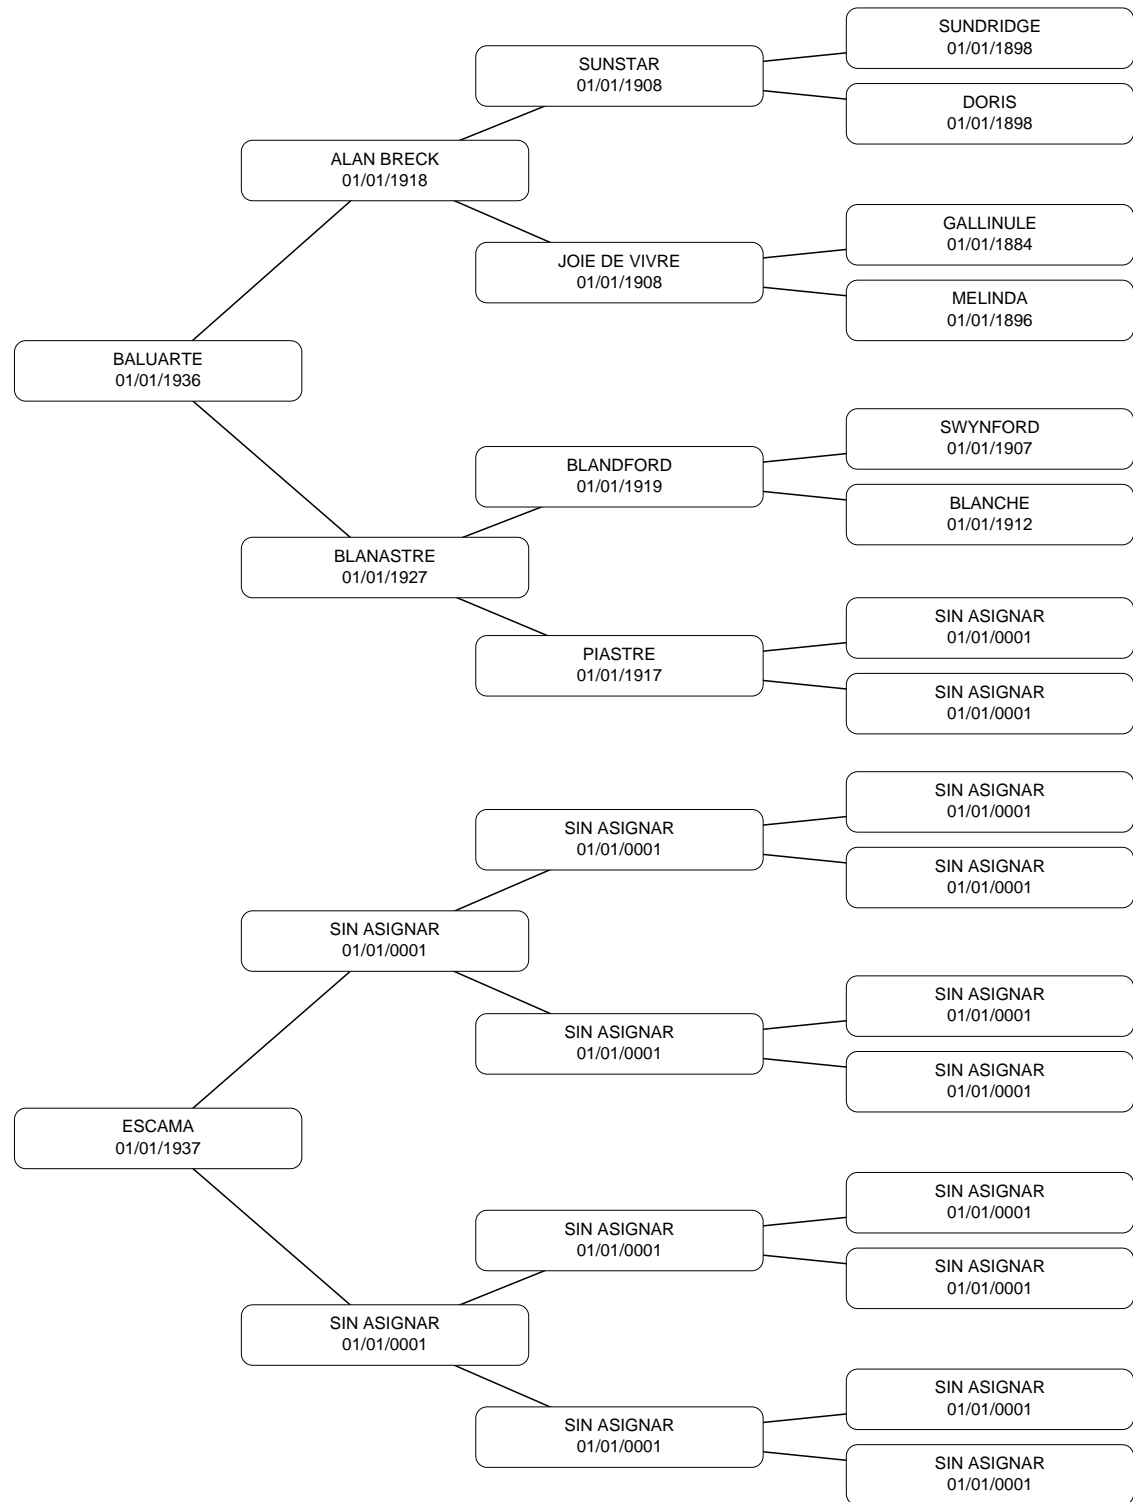 SUNDRIDGE
01/01/1898
SUNSTAR
01/01/1908
DORIS
01/01/1898
ALAN BRECK
01/01/1918
GALLINULE
01/01/1884
JOIE DE VIVRE
01/01/1908
MELINDA
01/01/1896
BALUARTE
01/01/1936
SWYNFORD
01/01/1907
BLANDFORD
01/01/1919
BLANCHE
01/01/1912
BLANASTRE
01/01/1927
SIN ASIGNAR
01/01/0001
PIASTRE
01/01/1917
SIN ASIGNAR
01/01/0001
SIN ASIGNAR
01/01/0001
SIN ASIGNAR
01/01/0001
SIN ASIGNAR
01/01/0001
SIN ASIGNAR
01/01/0001
SIN ASIGNAR
01/01/0001
SIN ASIGNAR
01/01/0001
SIN ASIGNAR
01/01/0001
ESCAMA
01/01/1937
SIN ASIGNAR
01/01/0001
SIN ASIGNAR
01/01/0001
SIN ASIGNAR
01/01/0001
SIN ASIGNAR
01/01/0001
SIN ASIGNAR
01/01/0001
SIN ASIGNAR
01/01/0001
SIN ASIGNAR
01/01/0001